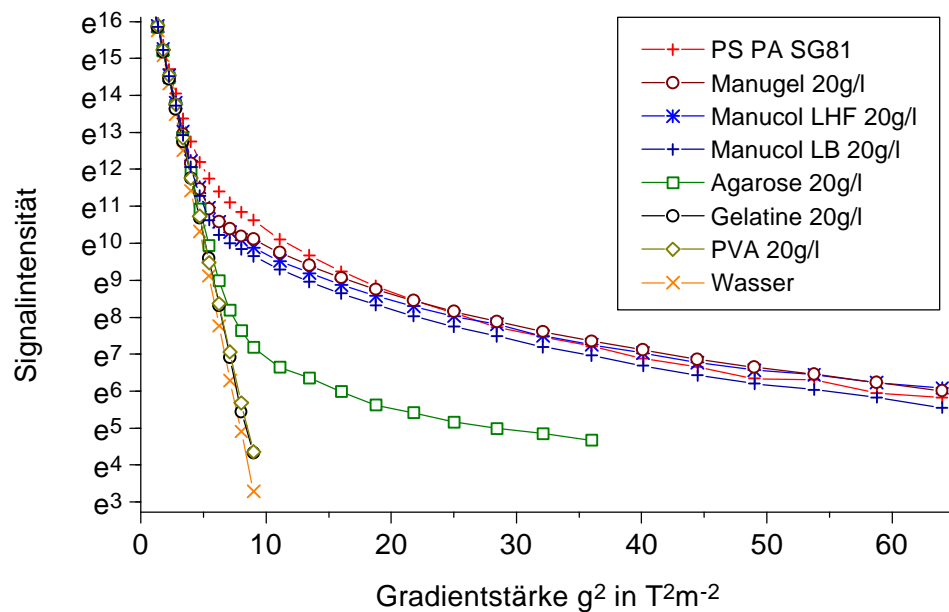 e16
e15
e14
e13
e12
e11
e10
e9
e8
e7
e6
e5
e4
e3
Signalintensität
PS PA SG81
Manugel 20g/l
Manucol LHF 20g/l
Manucol LB 20g/l
Agarose 20g/l
Gelatine 20g/l
PVA 20g/l
Wasser
0 10 20 30 40 50 60
Gradientstärke g² in T²m⁻²